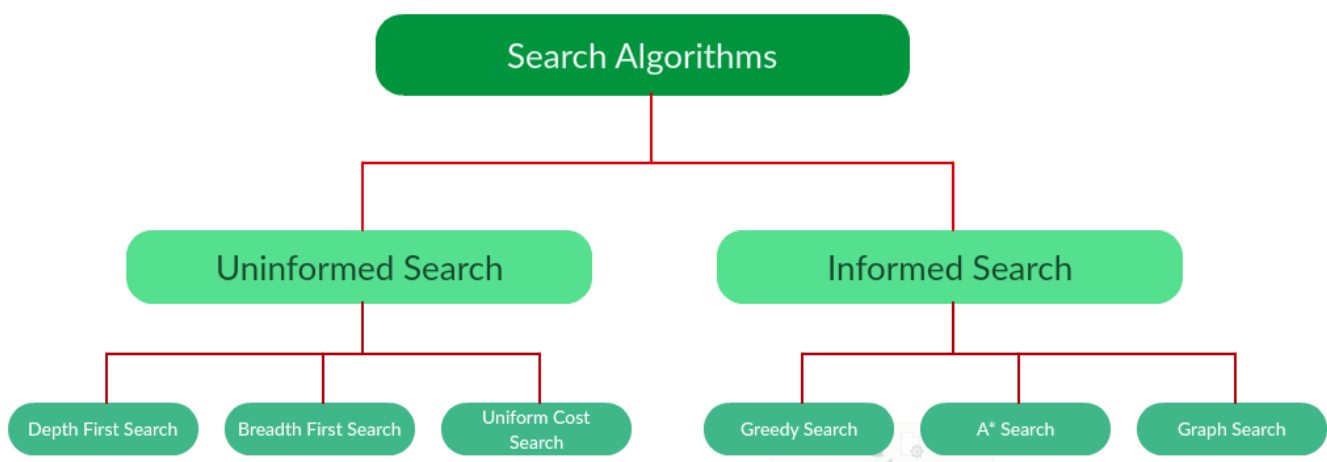 Search Algorithms
Uninformed Search
Informed Search
Depth First Search
Breadth First Search
Uniform Cost
Search
Greedy Search
A* Search
Graph Search